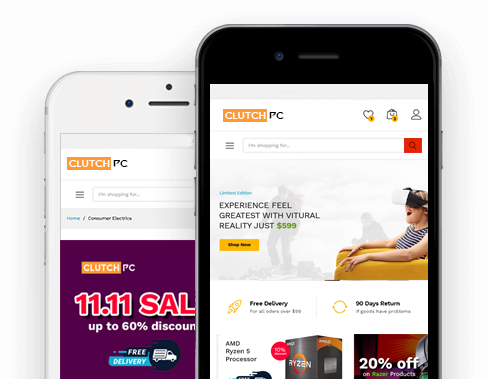 CLUTCH PC
I'm shopping for...
Home / Consumer Electrics
CLUTCH PC
11.11 SAL
up to 60% discoun
FREE
DELIVERY
CLUTCH PC
I'm shopping for...
Limited Edition
EXPERIENCE FEEL
GREATEST WITH VITURAL
REALITY JUST $599
Shop Now
Free Delivery
For all oders over $99
90 Days Return
If goods have problems
AMD
Ryzen 5
Processor
10%
RYZEN
20% off
on Razer Products